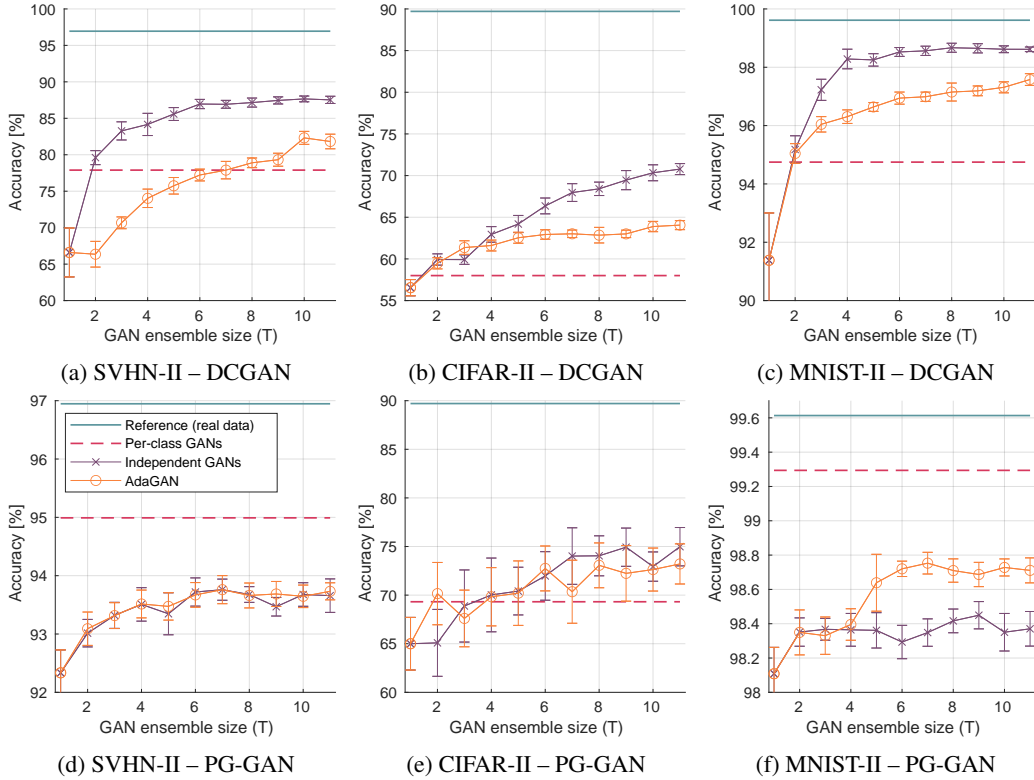 100
95
90
85
80
75
70
65
60
Accuracy [%]
2 4 6 8 10
GAN ensemble size (T)
(a) SVHN-II – DCGAN
90
85
80
75
70
65
60
55
Accuracy [%]
2 4 6 8 10
GAN ensemble size (T)
(b) CIFAR-II – DCGAN
100
98
96
94
92
90
Accuracy [%]
2 4 6 8 10
GAN ensemble size (T)
(c) MNIST-II – DCGAN
97
96
95
94
93
92
Accuracy [%]
Reference (real data)
Per-class GANs
Independent GANs
AdaGAN
2 4 6 8 10
GAN ensemble size (T)
(d) SVHN-II – PG-GAN
90
85
80
75
70
65
60
Accuracy [%]
2 4 6 8 10
GAN ensemble size (T)
(e) CIFAR-II – PG-GAN
99.6
99.4
99.2
99
98.8
98.6
98.4
98.2
98
Accuracy [%]
2 4 6 8 10
GAN ensemble size (T)
(f) MNIST-II – PG-GAN